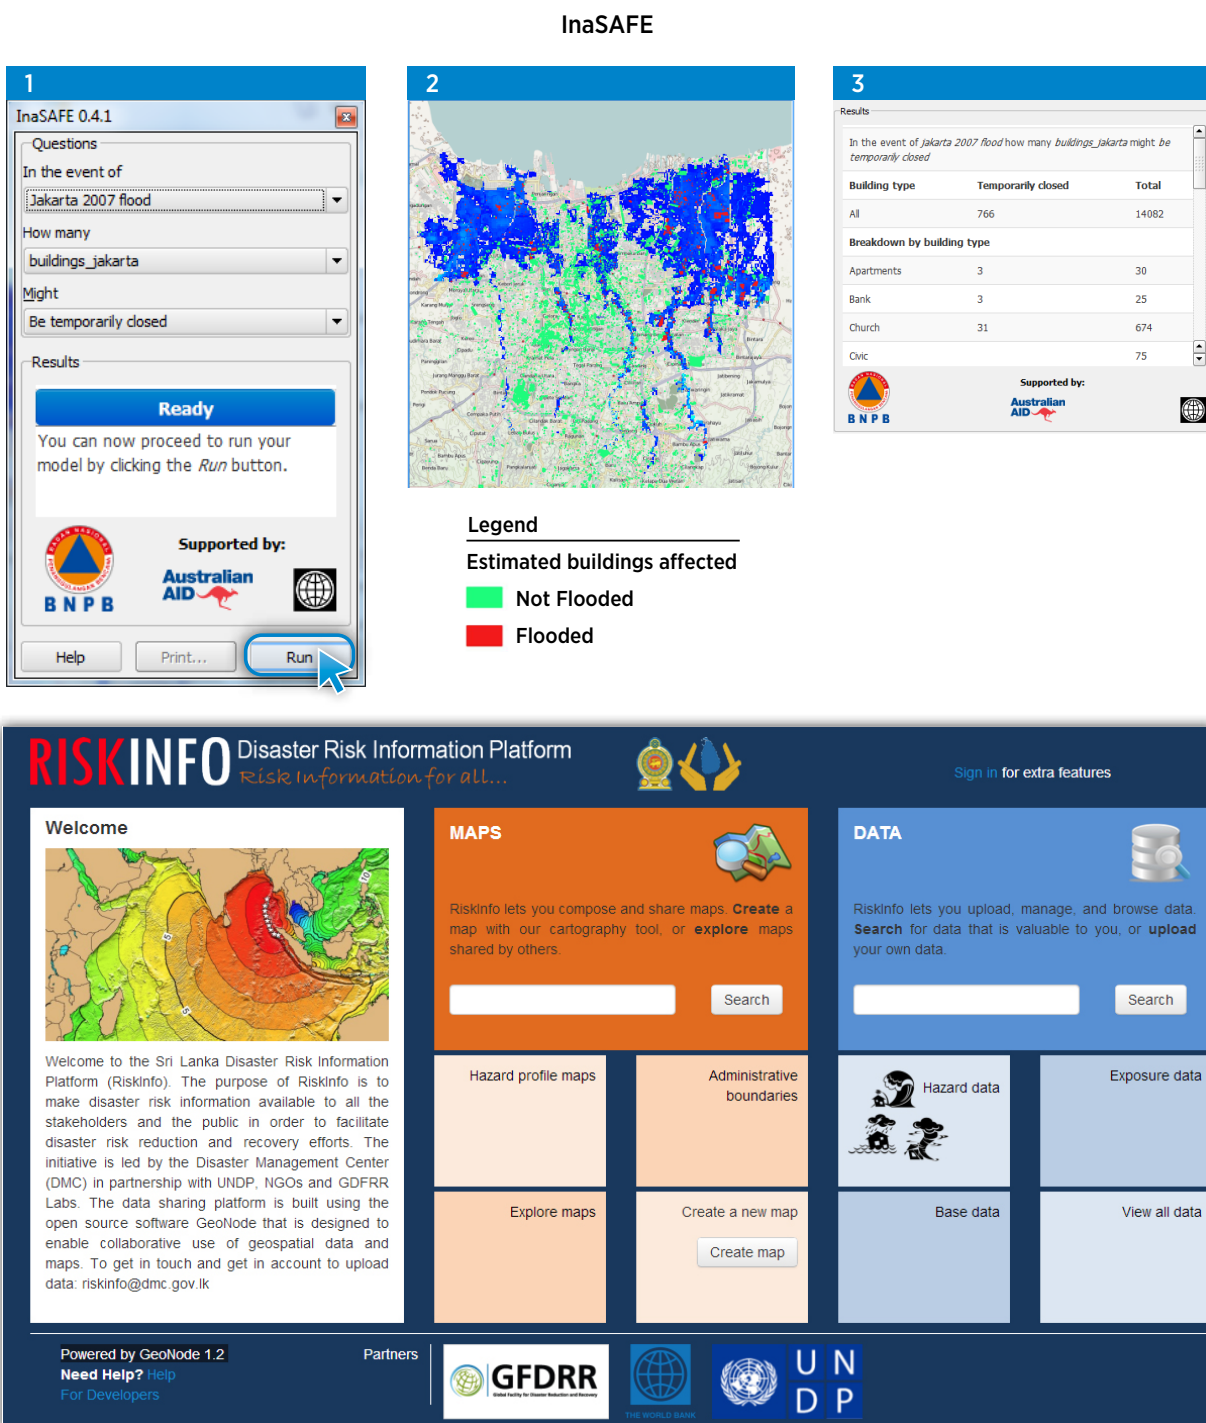 InaSAFE
1
InaSAFE 0.4.1
Questions
In the event of
Jakarta 2007 flood
How many
buildings_jakarta
Might
Be temporarily closed
Results
Ready
You can now proceed to run your
model by clicking the Run button.
BNPB
Supported by:
Australian
AID
Help
Print...
Run
2
Legend
Estimated buildings affected
Not Flooded
Flooded
3
Results
In the event of jakarta 2007 flood how many buildings_jakarta might be
temporarily closed
Building type Temporarily closed Total
All 766 14082
Breakdown by building type
Apartments 3 30
Bank 3 25
Church 31 674
Civic 75
BNPB
Supported by:
Australian
AID
RISKINFO Disaster Risk Information Platform
Risk Information for all...
Sign in for extra features
Welcome
5
10
5
Welcome to the Sri Lanka Disaster Risk Information
Platform (RiskInfo). The purpose of RiskInfo is to
make disaster risk information available to all the
stakeholders and the public in order to facilitate
disaster risk reduction and recovery efforts. The
initiative is led by the Disaster Management Center
(DMC) in partnership with UNDP, NGOs and GDFRR
Labs. The data sharing platform is built using the
open source software GeoNode that is designed to
enable collaborative use of geospatial data and
maps. To get in touch and get in account to upload
data: riskinfo@dmc.gov.lk
MAPS
RiskInfo lets you compose and share maps. Create a
map with our cartography tool, or explore maps
shared by others.
Search
Hazard profile maps
Administrative
boundaries
Explore maps
Create a new map
Create map
DATA
RiskInfo lets you upload, manage, and browse data.
Search for data that is valuable to you, or upload
your own data.
Search
Hazard data
Exposure data
Base data
View all data
Powered by GeoNode 1.2
Need Help? Help
For Developers
Partners
GFDRR
Global Facility for Disaster Reduction and Recovery
THE WORLD BANK
U N
D P